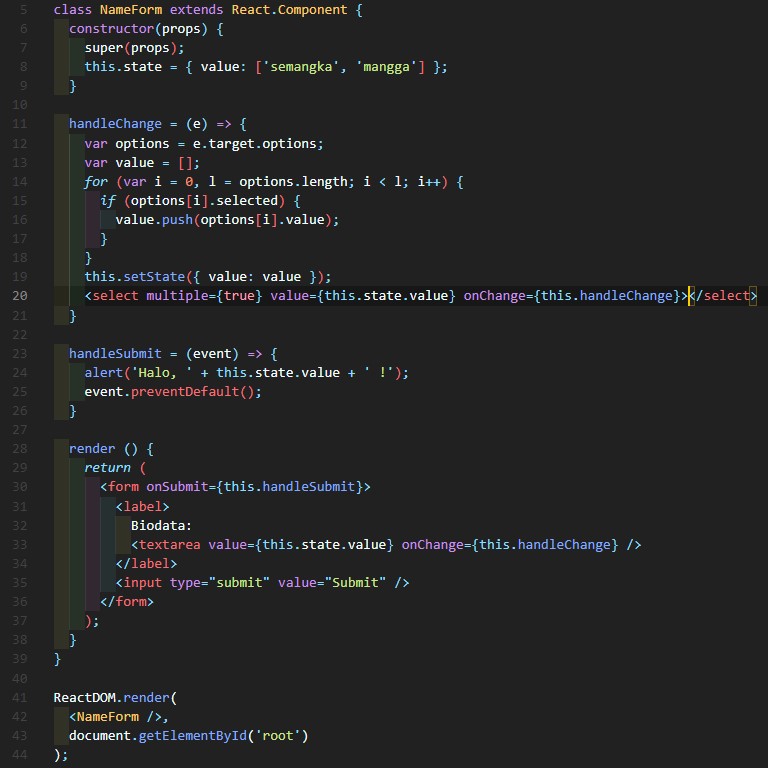 5 class NameForm extends React.Component {
6   constructor(props) {
7     super(props);
8     this.state = { value: ['semangka', 'mangga'] };
9   }
10
11   handleChange = (e) => {
12     var options = e.target.options;
13     var value = [];
14     for (var i = 0, l = options.length; i < l; i++) {
15       if (options[i].selected) {
16         value.push(options[i].value);
17       }
18     }
19     this.setState({ value: value });
20     <select multiple={true} value={this.state.value} onChange={this.handleChange}></select>
21   }
22
23   handleSubmit = (event) => {
24     alert('Halo, ' + this.state.value + ' !');
25     event.preventDefault();
26   }
27
28   render () {
29     return (
30       <form onSubmit={this.handleSubmit}>
31         <label>
32           Biodata:
33           <textarea value={this.state.value} onChange={this.handleChange} />
34         </label>
35         <input type="submit" value="Submit" />
36       </form>
37     );
38   }
39 }
40
41 ReactDOM.render(
42   <NameForm />,
43   document.getElementById('root')
44 );